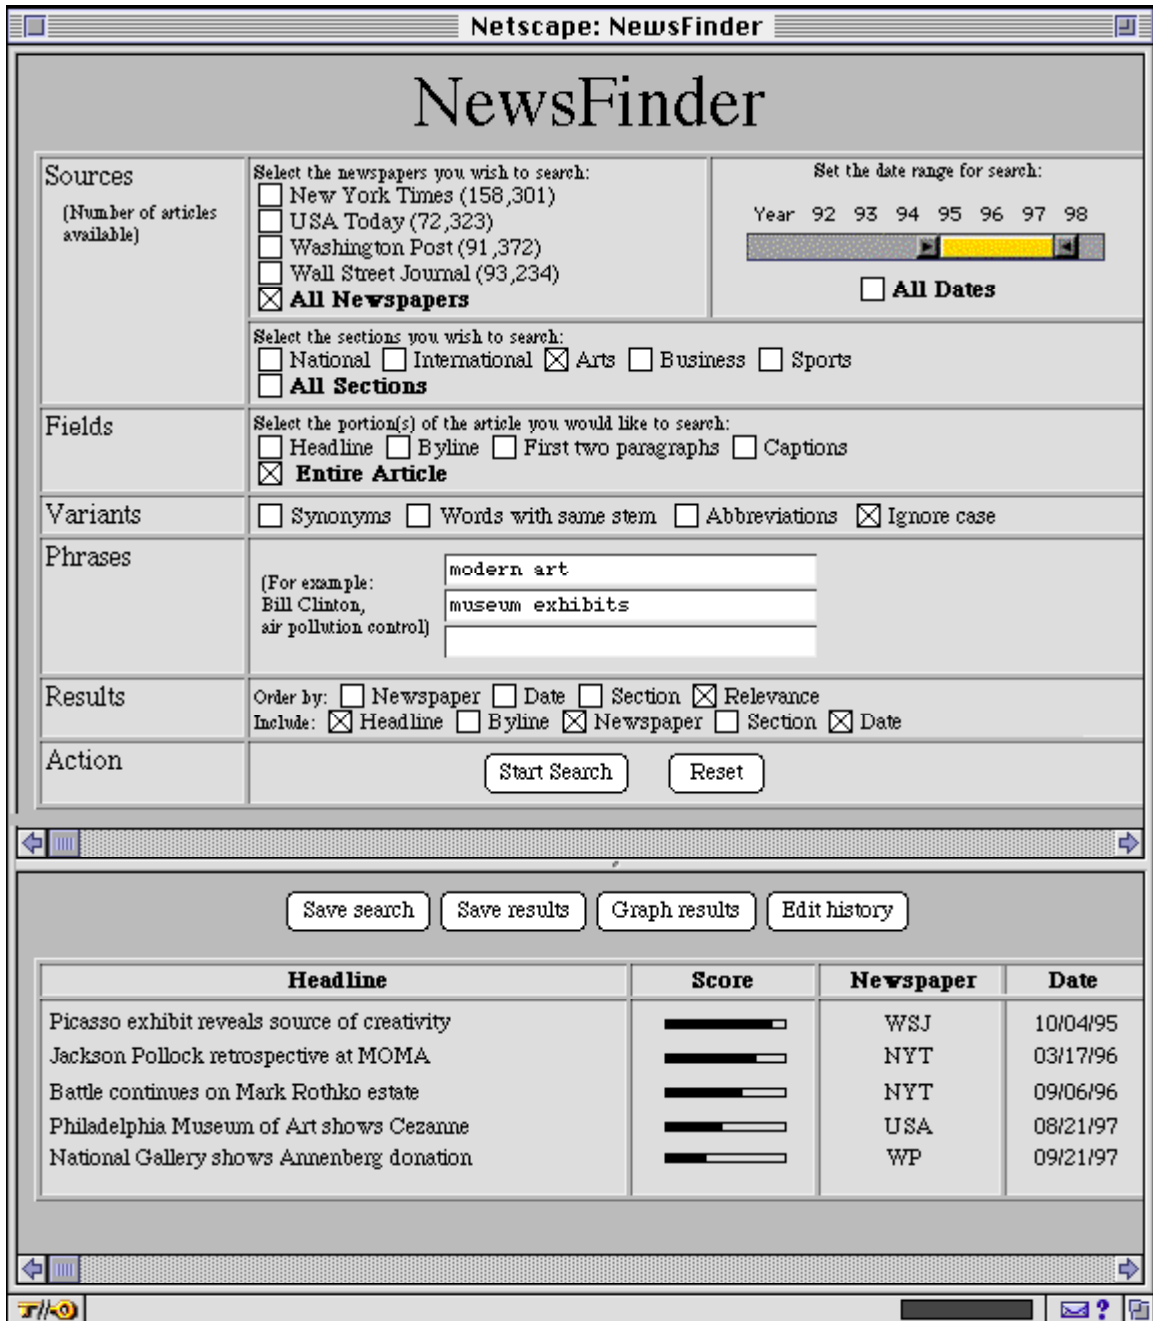 Netscape: NewsFinder
NewsFinder
Sources
(Number of articles
available)
Select the newspapers you wish to search:
New York Times (158,301)
USA Today (72,323)
Washington Post (91,372)
Wall Street Journal (93,234)
All Newspapers
Set the date range for search:
Year 92 93 94 95 96 97 98
All Dates
Select the sections you wish to search:
National International Arts Business Sports
All Sections
Fields
Select the portion(s) of the article you would like to search:
Headline Byline First two paragraphs Captions
Entire Article
Variants
Synonyms Words with same stem Abbreviations Ignore case
Phrases
(For example:
Bill Clinton,
air pollution control)
modern art
museum exhibits
Results
Order by: Newspaper Date Section Relevance
Include: Headline Byline Newspaper Section Date
Action
Start Search Reset
Save search Save results Graph results Edit history
Headline Score Newspaper Date
Picasso exhibit reveals source of creativity WSJ 10/04/95
Jackson Pollock retrospective at MOMA NYT 03/17/96
Battle continues on Mark Rothko estate NYT 09/06/96
Philadelphia Museum of Art shows Cezanne USA 08/21/97
National Gallery shows Annenberg donation WP 09/21/97
?